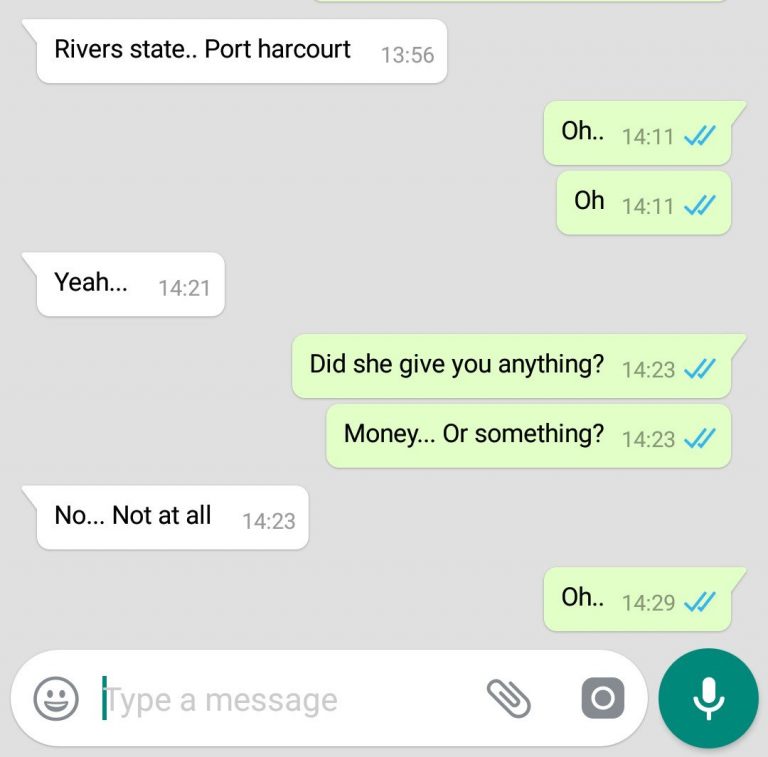 Rivers state.. Port harcourt 13:56
Oh.. 14:11
Oh 14:11
Yeah... 14:21
Did she give you anything? 14:23
Money... Or something? 14:23
No... Not at all 14:23
Oh.. 14:29
Type a message